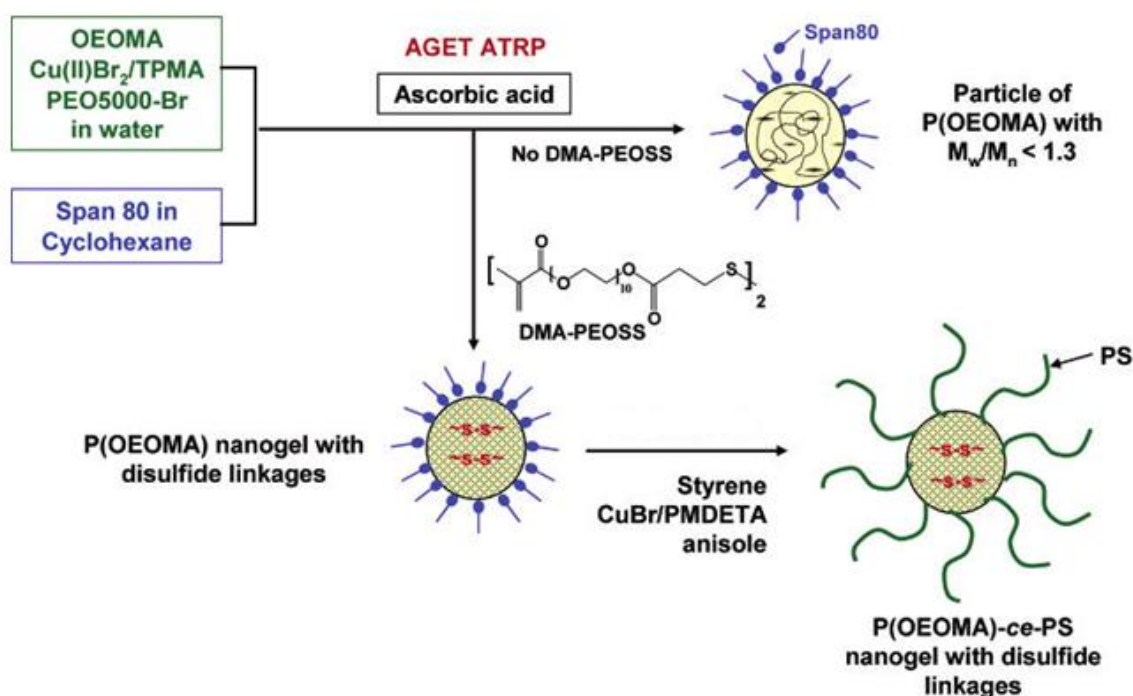 OEOMA
Cu(II)Br₂/TPMA
PEO5000-Br
in water
Span 80 in
Cyclohexane
AGET ATRP
Ascorbic acid
No DMA-PEOSS
Span80
Particle of
P(OEOMA) with
Mw/Mn < 1.3
[ O O ( O ) 10 O O S ] 2
DMA-PEOSS
P(OEOMA) nanogel with
disulfide linkages
~s-s~
~s-s~
Styrene
CuBr/PMDETA
anisole
PS
~s-s~
~s-s~
P(OEOMA)-ce-PS
nanogel with disulfide
linkages